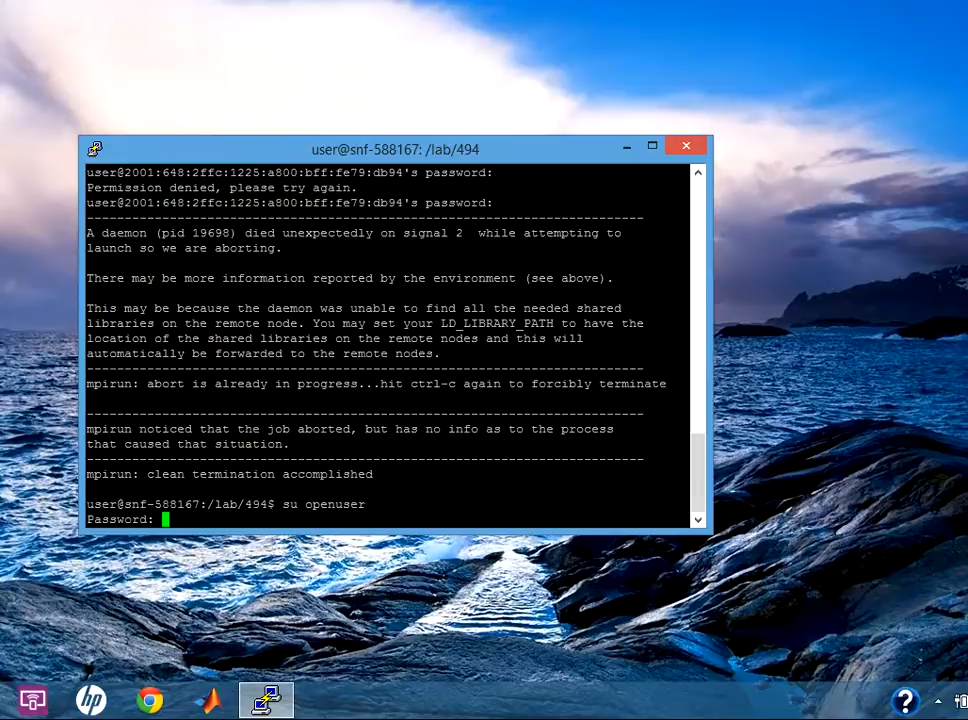 user@snf-588167: /lab/494
user@2001:648:2ffc:1225:a800:bff:fe79:db94's password:
Permission denied, please try again.
user@2001:648:2ffc:1225:a800:bff:fe79:db94's password:
--------------------------------------------------------------------------
A daemon (pid 19698) died unexpectedly on signal 2  while attempting to
launch so we are aborting.
There may be more information reported by the environment (see above).
This may be because the daemon was unable to find all the needed shared
libraries on the remote node. You may set your LD_LIBRARY_PATH to have the
location of the shared libraries on the remote nodes and this will
automatically be forwarded to the remote nodes.
--------------------------------------------------------------------------
mpirun: abort is already in progress...hit ctrl-c again to forcibly terminate
--------------------------------------------------------------------------
mpirun noticed that the job aborted, but has no info as to the process
that caused that situation.
--------------------------------------------------------------------------
mpirun: clean termination accomplished
user@snf-588167:/lab/494$ su openuser
Password:
hp
?